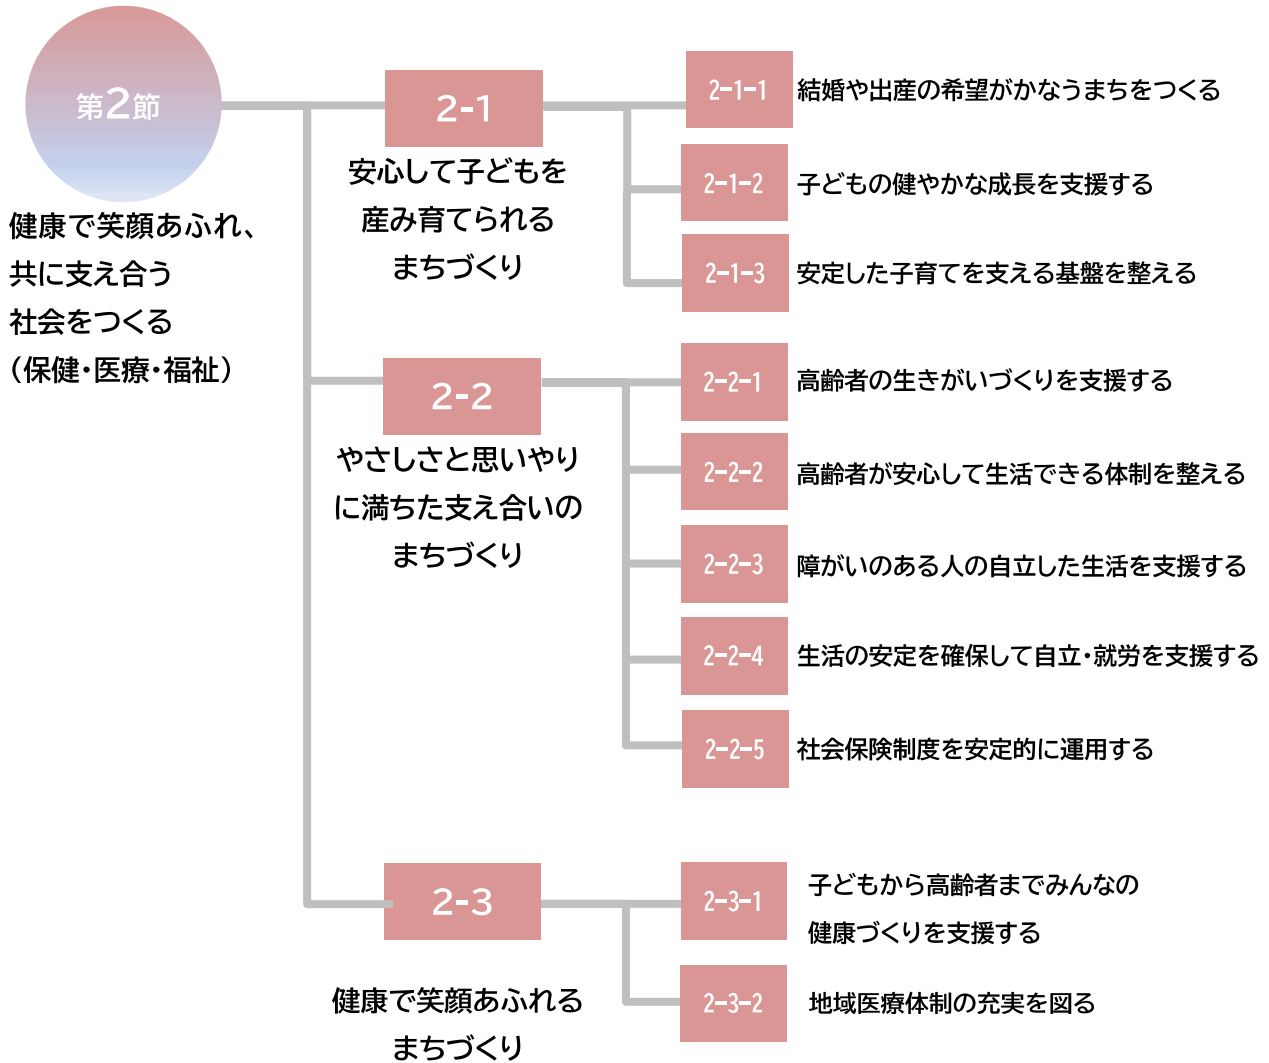 第2節
健康で笑顔あふれ、
共に支え合う
社会をつくる
（保健・医療・福祉）
2-1
安心して子どもを
産み育てられる
まちづくり
2-1-1
結婚や出産の希望がかなうまちをつくる
2-1-2
子どもの健やかな成長を支援する
2-1-3
安定した子育てを支える基盤を整える
2-2
やさしさと思いやり
に満ちた支え合いの
まちづくり
2-2-1
高齢者の生きがいづくりを支援する
2-2-2
高齢者が安心して生活できる体制を整える
2-2-3
障がいのある人の自立した生活を支援する
2-2-4
生活の安定を確保して自立・就労を支援する
2-2-5
社会保険制度を安定的に運用する
2-3
健康で笑顔あふれる
まちづくり
2-3-1
子どもから高齢者までみんなの
健康づくりを支援する
2-3-2
地域医療体制の充実を図る